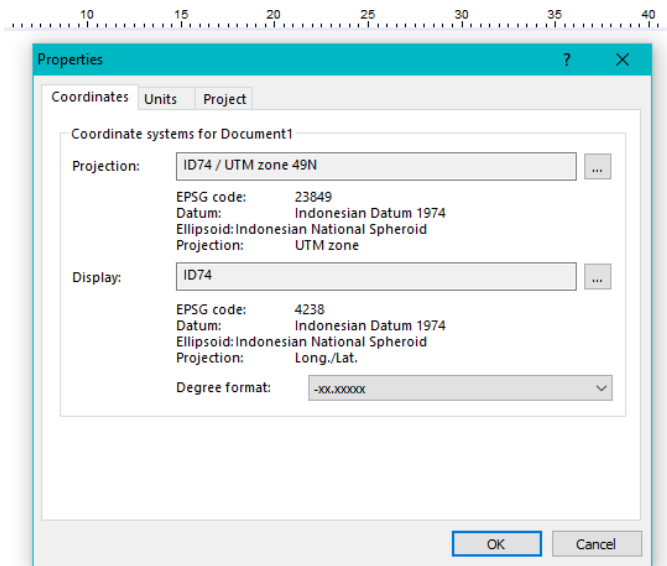 10 15 20 25 30 35 40
Properties ? X
Coordinates Units Project
Coordinate systems for Document1
Projection: ID74 / UTM zone 49N ...
EPSG code: 23849
Datum: Indonesian Datum 1974
Ellipsoid: Indonesian National Spheroid
Projection: UTM zone
Display: ID74 ...
EPSG code: 4238
Datum: Indonesian Datum 1974
Ellipsoid: Indonesian National Spheroid
Projection: Long./Lat.
Degree format: -xx.xxxxx
OK Cancel